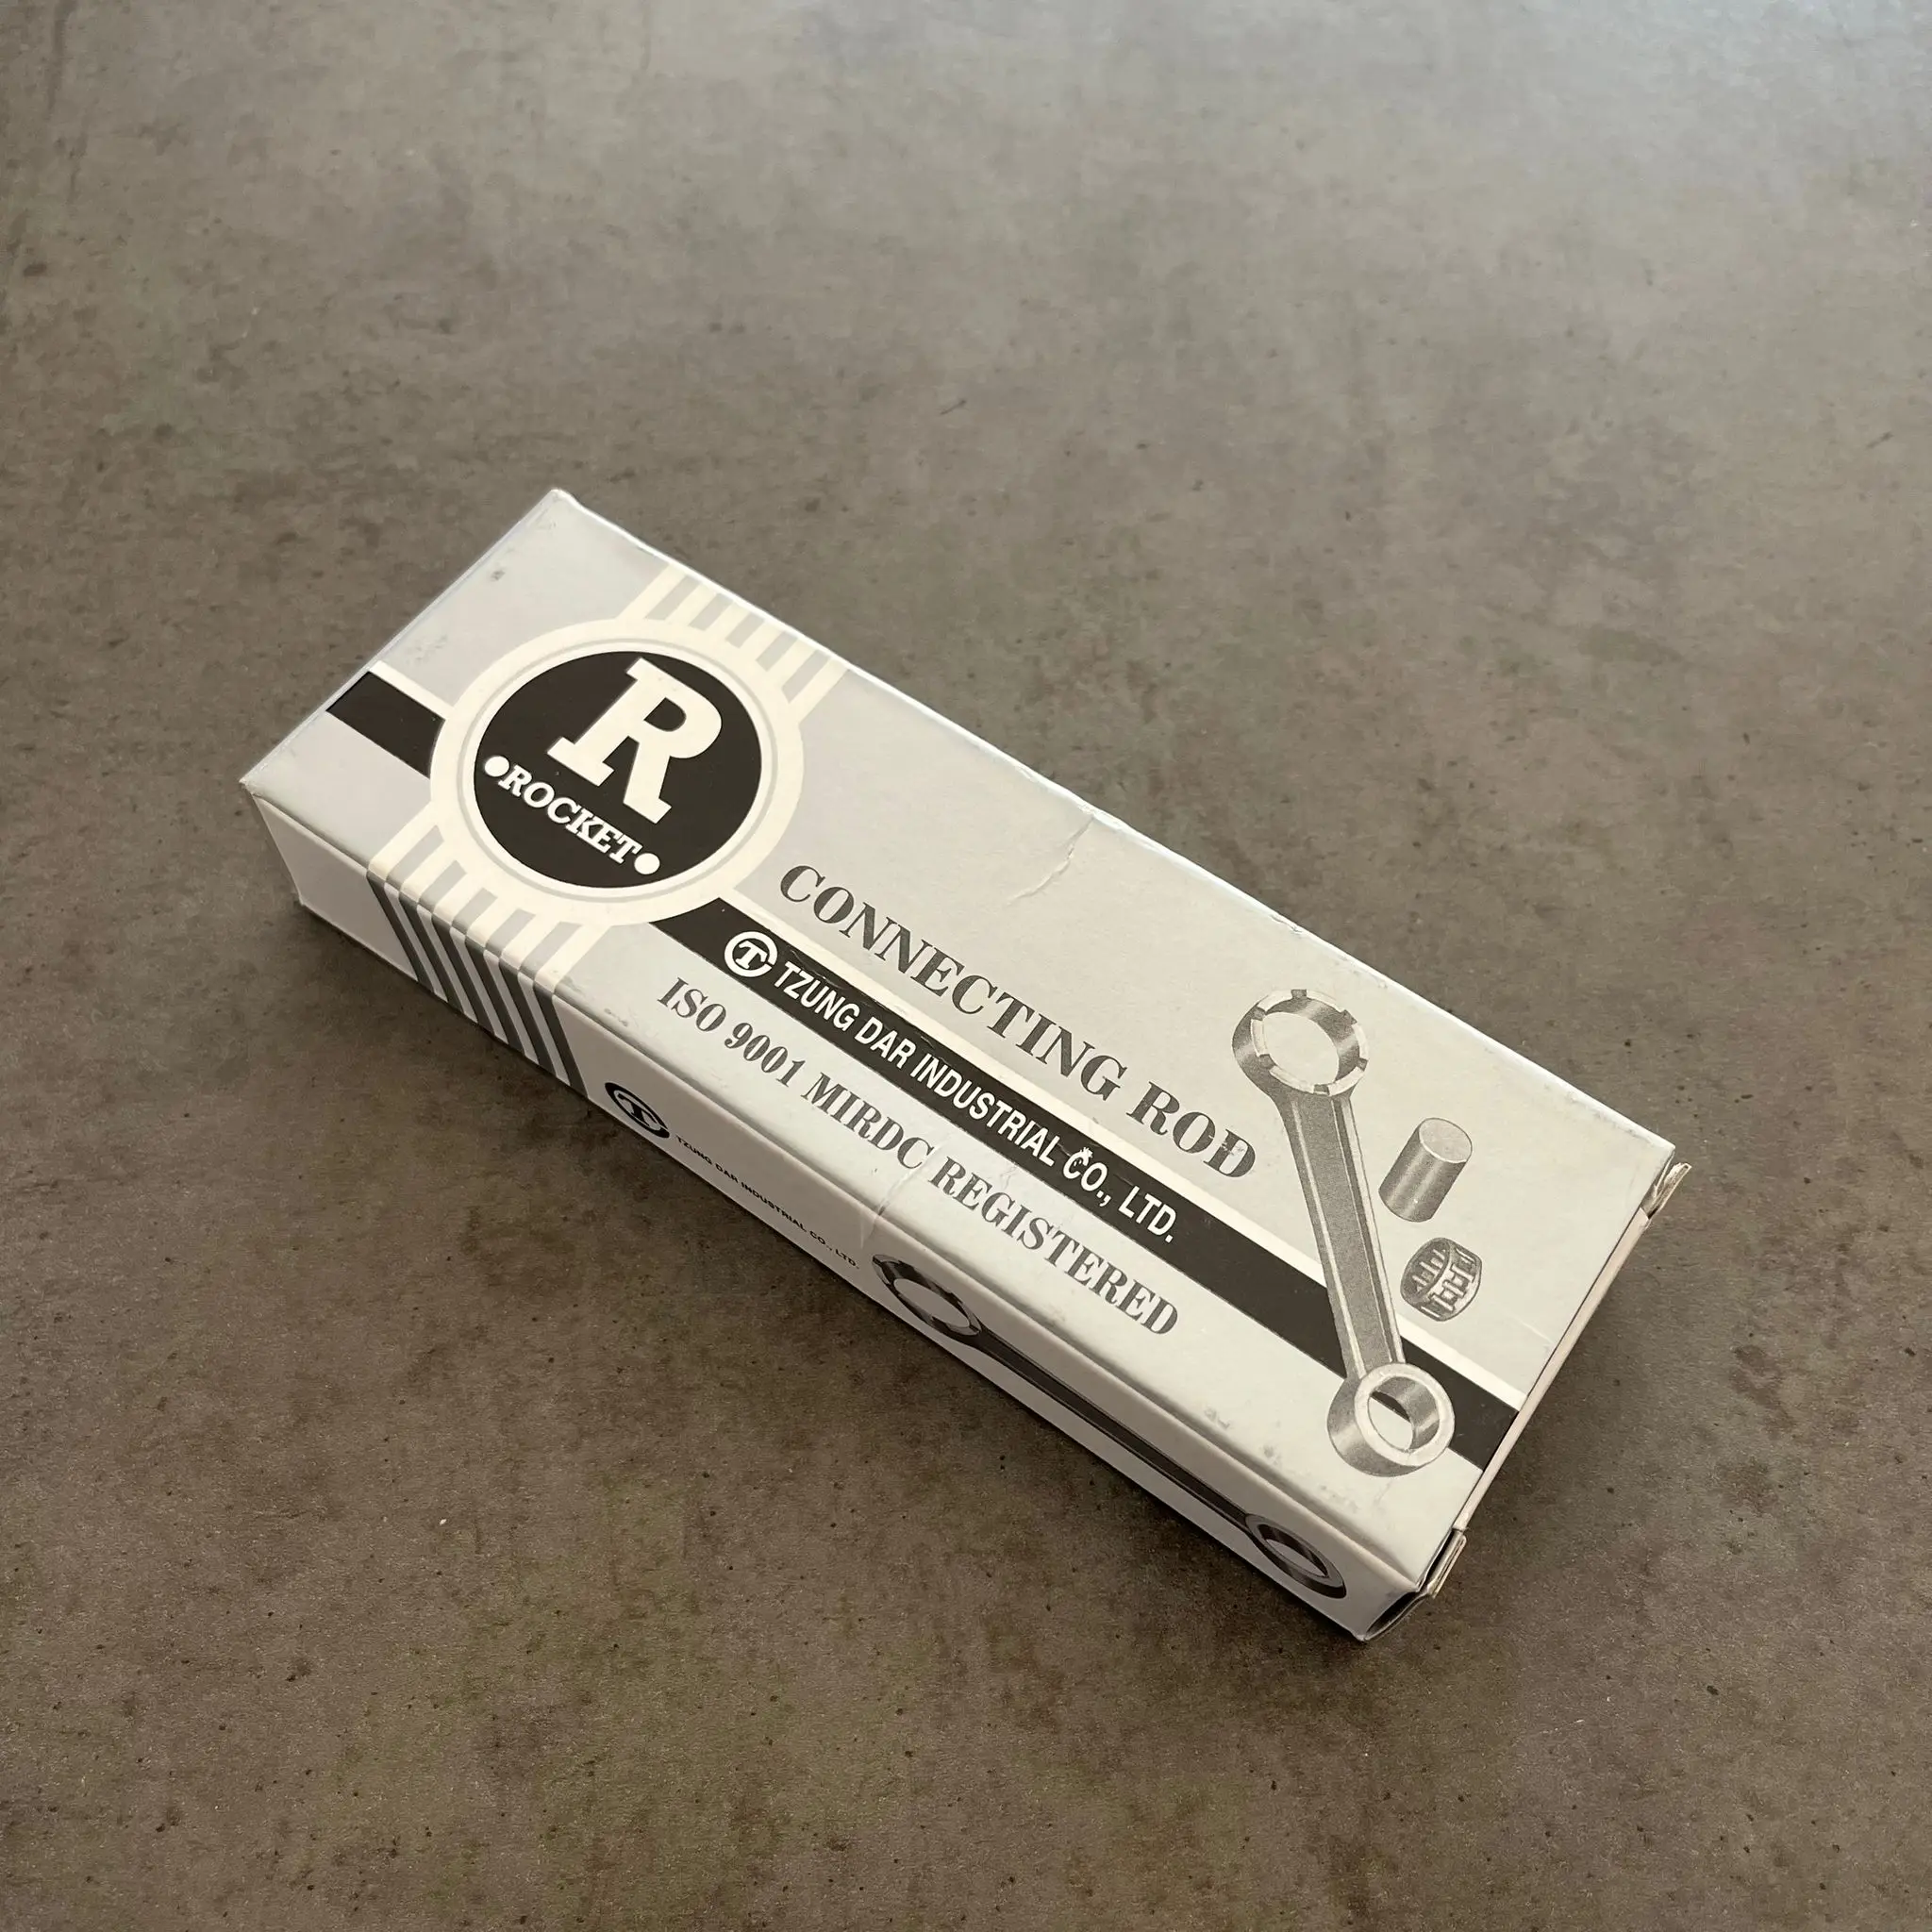 R
•ROCKET•
CONNECTING ROD
T TZUNG DAR INDUSTRIAL CO., LTD.
ISO 9001 MIRDC REGISTERED
T TZUNG DAR INDUSTRIAL CO., LTD.